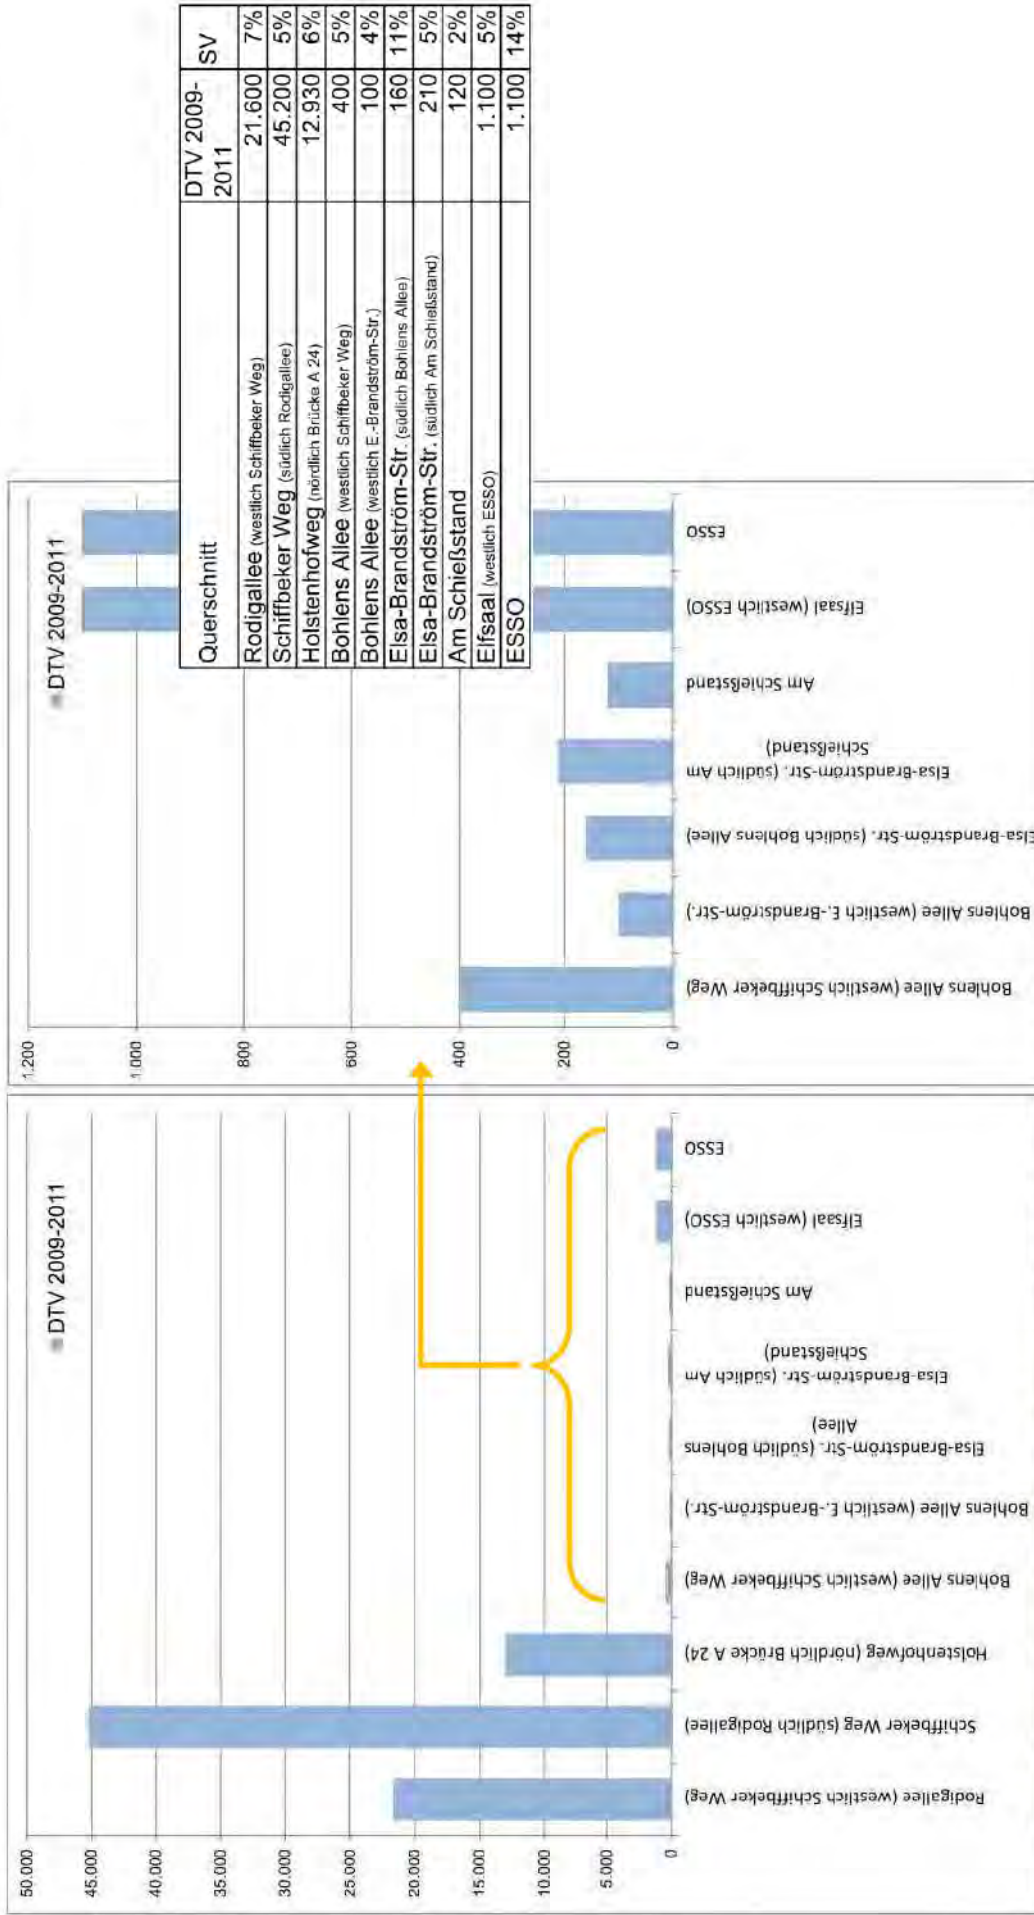 DTV 2009-2011
50.000
45.000
40.000
35.000
30.000
25.000
20.000
15.000
10.000
5.000
0
Rodigallee (westlich Schiffbeker Weg)
Schiffbeker Weg (südlich Rodigallee)
Holstenhofweg (nördlich Brücke A 24)
Bohlens Allee (westlich Schiffbeker Weg)
Bohlens Allee (westlich E.-Brandström-Str.)
Elsa-Brandström-Str. (südlich Bohlens
Allee)
Elsa-Brandström-Str. (südlich Am
Schießstand)
Am Schießstand
Elfsaal (westlich ESSO)
ESSO
DTV 2009-2011
1.200
1.000
800
600
400
200
0
Bohlens Allee (westlich Schiffbeker Weg)
Bohlens Allee (westlich E.-Brandström-Str.)
Elsa-Brandström-Str. (südlich Bohlens Allee)
Elsa-Brandström-Str. (südlich Am
Schießstand)
Am Schießstand
Elfsaal (westlich ESSO)
ESSO
Querschnitt DTV 2009- SV
2011
Rodigallee (westlich Schiffbeker Weg) 21.600 7%
Schiffbeker Weg (südlich Rodigallee) 45.200 5%
Holstenhofweg (nördlich Brücke A 24) 12.930 6%
Bohlens Allee (westlich Schiffbeker Weg) 400 5%
Bohlens Allee (westlich E.-Brandström-Str.) 100 4%
Elsa-Brandström-Str. (südlich Bohlens Allee) 160 11%
Elsa-Brandström-Str. (südlich Am Schießstand) 210 5%
Am Schießstand 120 2%
Elfsaal (westlich ESSO) 1.100 5%
ESSO 1.100 14%